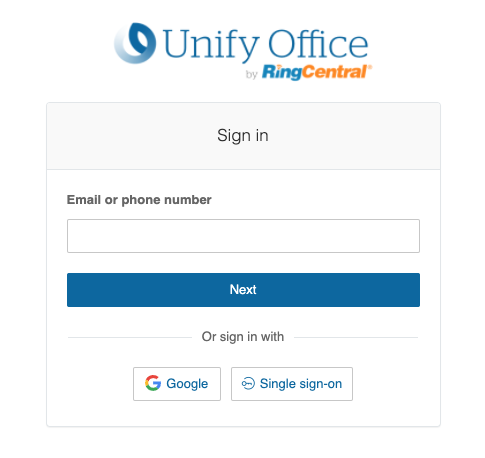 Unify Office
by RingCentral®
Sign in
Email or phone number
Next
Or sign in with
Google
Single sign-on